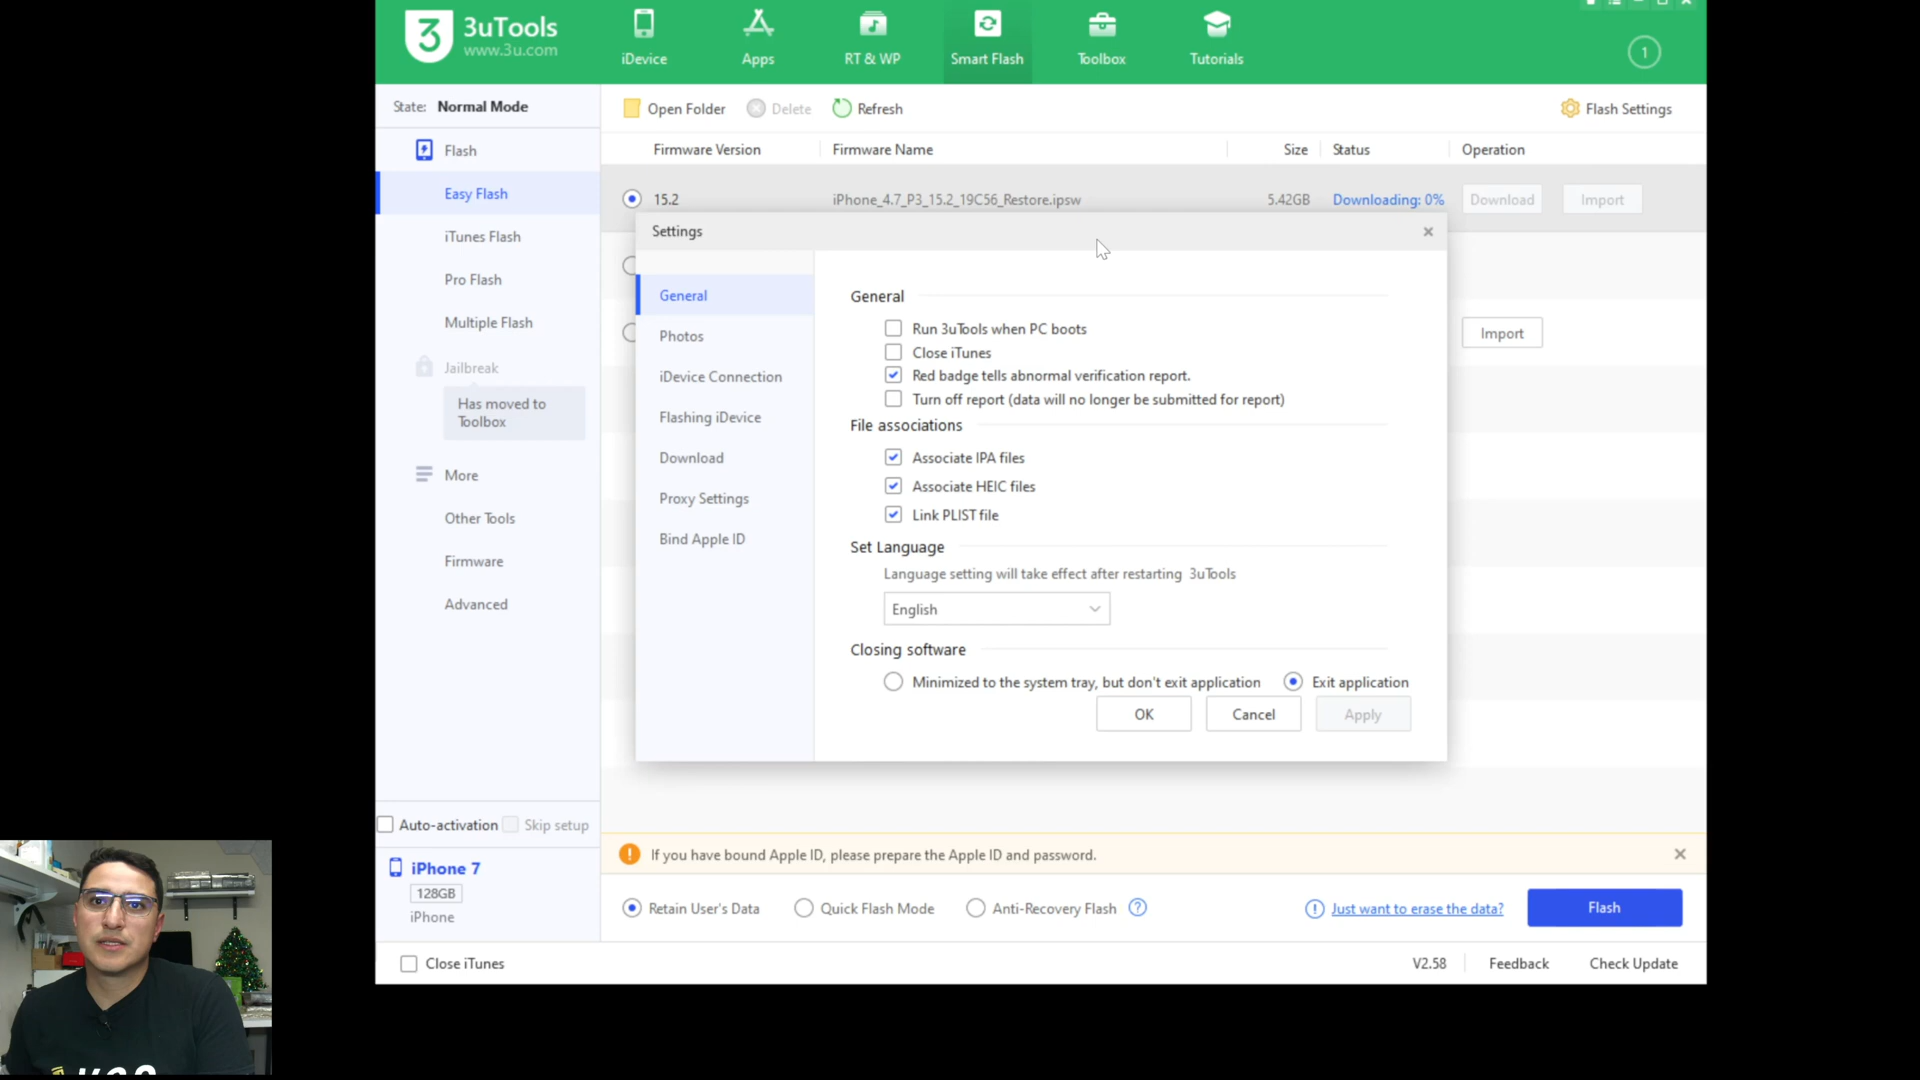 3 3uTools
www.3u.com
iDevice
Apps
RT & WP
Smart Flash
Toolbox
Tutorials
1
State: Normal Mode
Open Folder
Delete
Refresh
Flash Settings
Flash
Easy Flash
iTunes Flash
Pro Flash
Multiple Flash
Jailbreak
Has moved to
Toolbox
More
Other Tools
Firmware
Advanced
Firmware Version
Firmware Name
Size
Status
Operation
15.2
iPhone_4.7_P3_15.2_19C56_Restore.ipsw
5.42GB
Downloading: 0%
Download
Import
Import
Settings
General
Photos
iDevice Connection
Flashing iDevice
Download
Proxy Settings
Bind Apple ID
General
Run 3uTools when PC boots
Close iTunes
Red badge tells abnormal verification report.
Turn off report (data will no longer be submitted for report)
File associations
Associate IPA files
Associate HEIC files
Link PLIST file
Set Language
Language setting will take effect after restarting 3uTools
English
Closing software
Minimized to the system tray, but don't exit application
Exit application
OK
Cancel
Apply
Auto-activation
Skip setup
iPhone 7
128GB
iPhone
If you have bound Apple ID, please prepare the Apple ID and password.
Retain User's Data
Quick Flash Mode
Anti-Recovery Flash
Just want to erase the data?
Flash
Close iTunes
V2.58
Feedback
Check Update